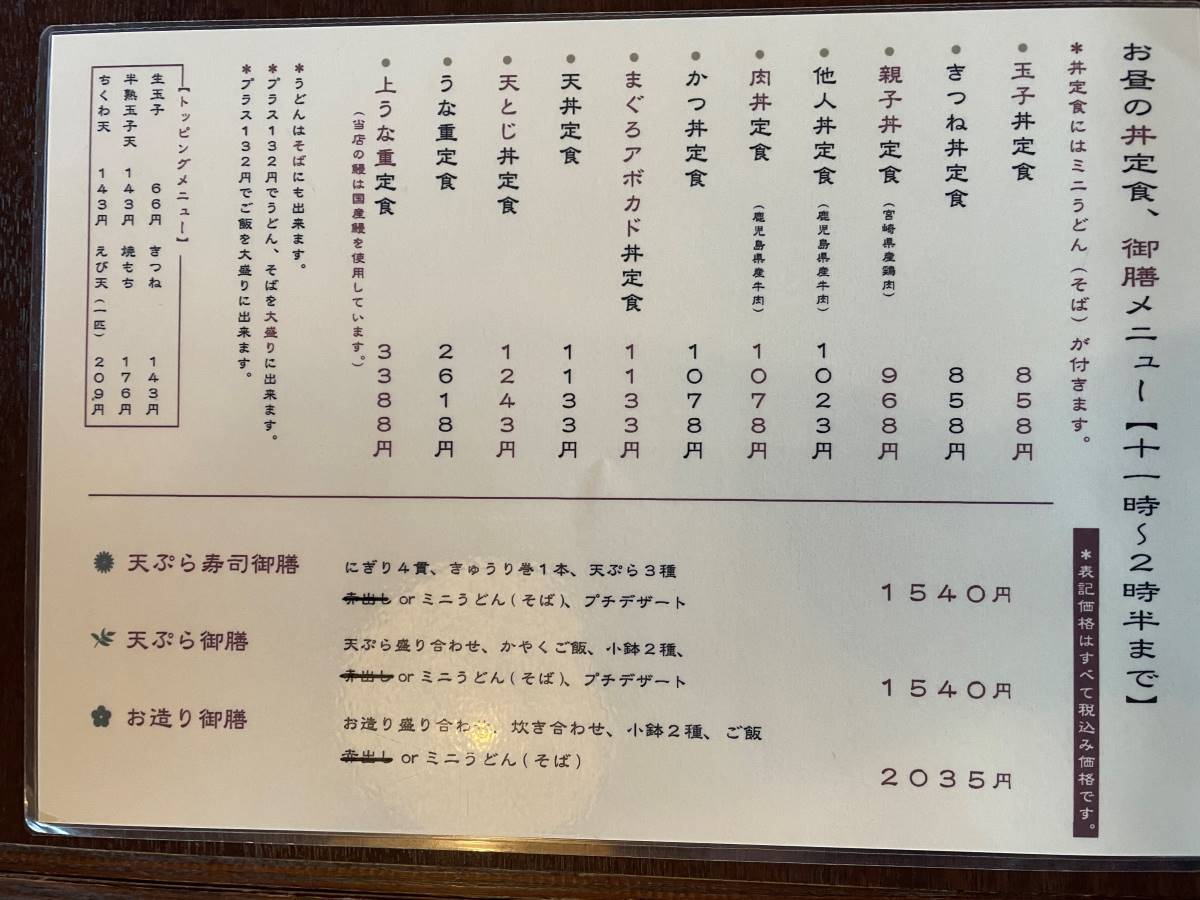 お昼の丼定食、御膳メニュー【十一時〜2時半まで】
*丼定食にはミニうどん(そば)が付きます。
*表記価格はすべて税込み価格です。
●玉子丼定食 858円
●きつね丼定食 858円
●親子丼定食(宮崎県産鶏肉) 968円
●他人丼定食(鹿児島県産牛肉) 1023円
●肉丼定食(鹿児島県産牛肉) 1078円
●かつ丼定食 1078円
●まぐろアボカド丼定食 1133円
●天丼定食 1133円
●天とじ丼定食 1243円
●うな重定食 2618円
●上うな重定食 3388円
(当店の鰻は国産鰻を使用しています。)
*うどんはそばにも出来ます。
*プラス132円でうどん、そばを大盛りに出来ます。
*プラス132円でご飯を大盛りに出来ます。
【トッピングメニュー】
生玉子 66円 きつね 143円
半熟玉子天 143円 焼もち 176円
ちくわ天 143円 えび天(一匹) 209円
天ぷら寿司御膳 にぎり4貫、きゅうり巻1本、天ぷら3種
赤出し or ミニうどん(そば)、プチデザート
1540円
天ぷら御膳 天ぷら盛り合わせ、かやくご飯、小鉢2種、
赤出し or ミニうどん(そば)、プチデザート
1540円
お造り御膳 お造り盛り合わせ、炊き合わせ、小鉢2種、ご飯
赤出し or ミニうどん(そば)
2035円